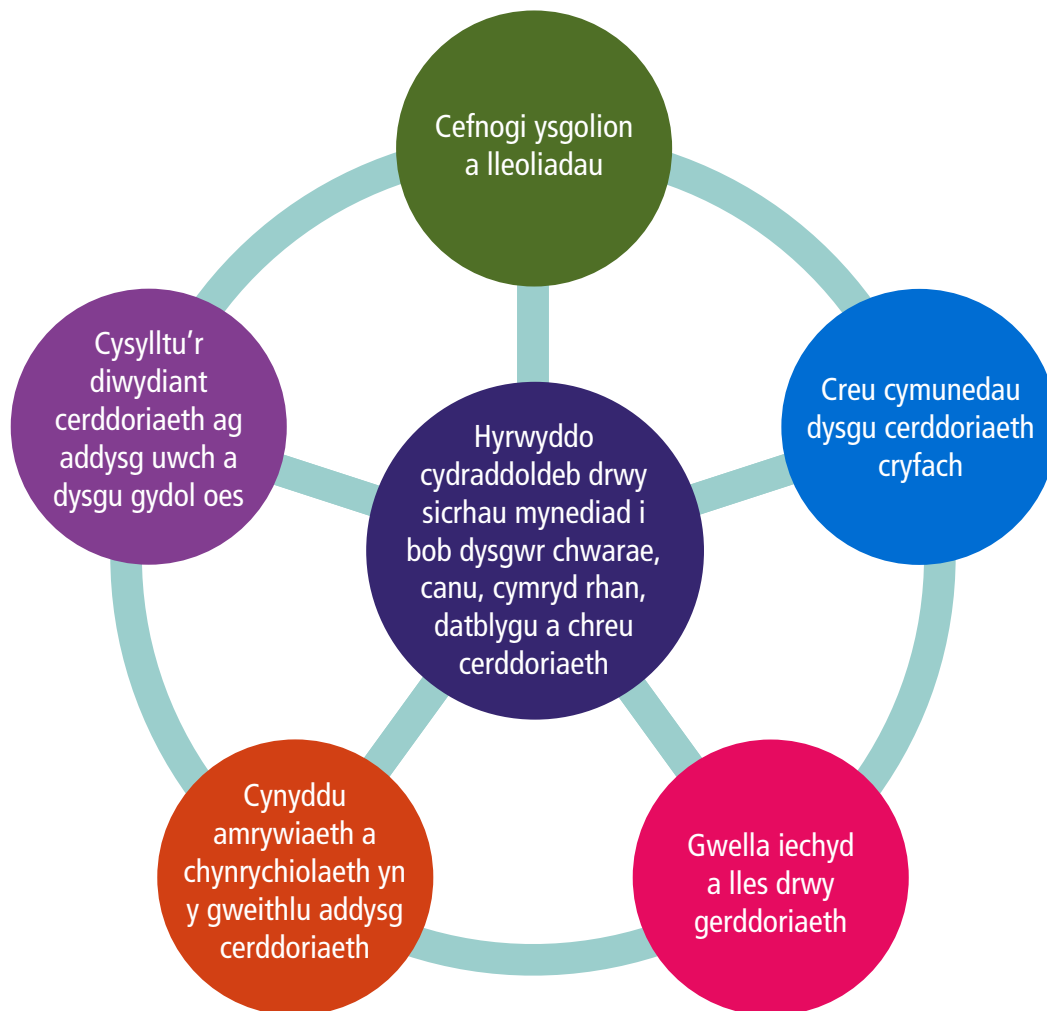 Cefnogi ysgolion
a lleoliadau
Cysylltu’r
diwydiant
cerddoriaeth ag
addysg uwch a
dysgu gydol oes
Creu cymunedau
dysgu cerddoriaeth
cryfach
Hyrwyddo
cydraddoldeb drwy
sicrhau mynediad i
bob dysgwr chwarae,
canu, cymryd rhan,
datblygu a chreu
cerddoriaeth
Cynyddu
amrywiaeth a
chynrychiolaeth yn
y gweithlu addysg
cerddoriaeth
Gwella iechyd
a lles drwy
gerddoriaeth